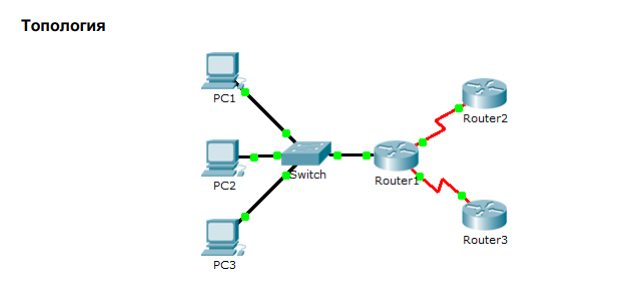 Топология
PC1
Router2
PC2
Switch
Router1
Router3
PC3